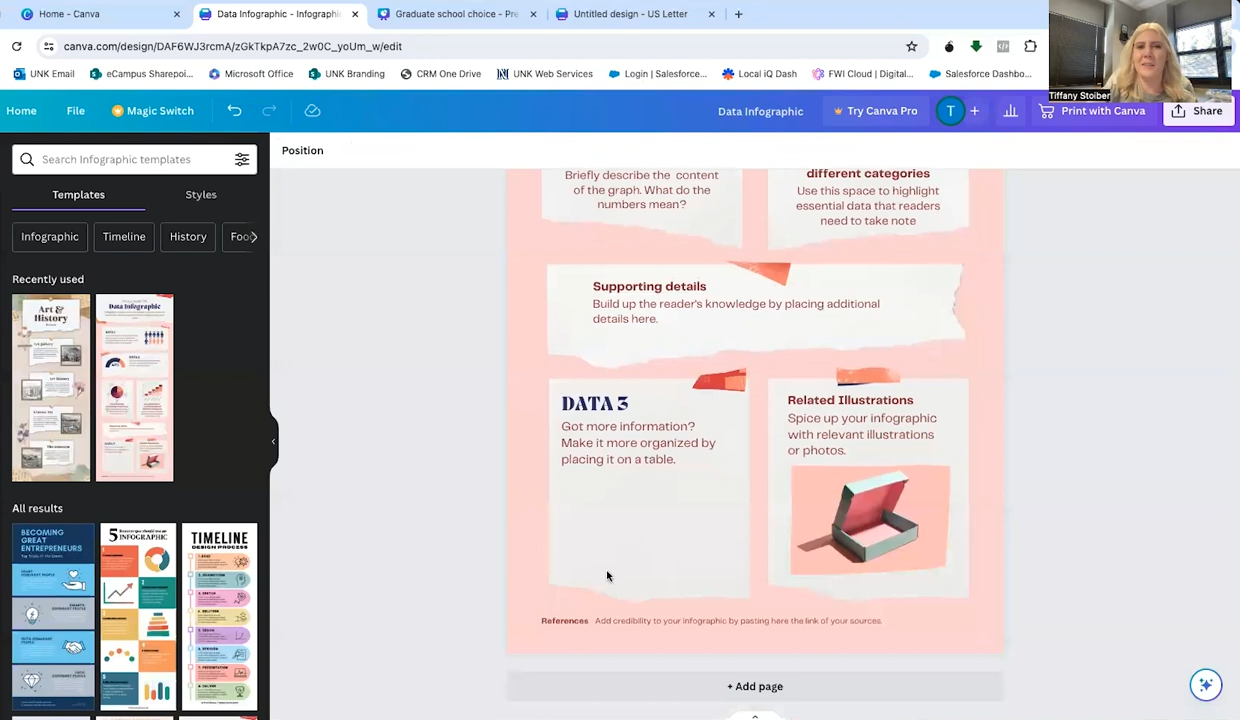 Home - Canva
Data Infographic - Infographic
Graduate school choice - Pre
Untitled design - US Letter
canva.com/design/DAF6WJ3rcmA/zGkTkpA7zc_2w0C_yoUm_w/edit
UNK Email
eCampus Sharepoi...
Microsoft Office
UNK Branding
CRM One Drive
UNK Web Services
Login | Salesforce...
Local iQ Dash
FWI Cloud | Digital...
Salesforce Dashbo...
Tiffany Stoiber
Home
File
Magic Switch
Data Infographic
Try Canva Pro
T
Print with Canva
Share
Search Infographic templates
Position
Templates
Styles
Infographic
Timeline
History
Foo
Recently used
Art &
History
Data Infographic
All results
BECOMING
GREAT
ENTREPRENEURS
5
INFOGRAPHIC
TIMELINE
DESIGN PROCESS
Briefly describe the content
of the graph. What do the
numbers mean?
different categories
Use this space to highlight
essential data that readers
need to take note
Supporting details
Build up the reader's knowledge by placing additional
details here.
DATA 3
Got more information?
Make it more organized by
placing it on a table.
Related Illustrations
Spice up your infographic
with relevant illustrations
or photos.
References Add credibility to your infographic by pasting here the link of your sources.
+ Add page